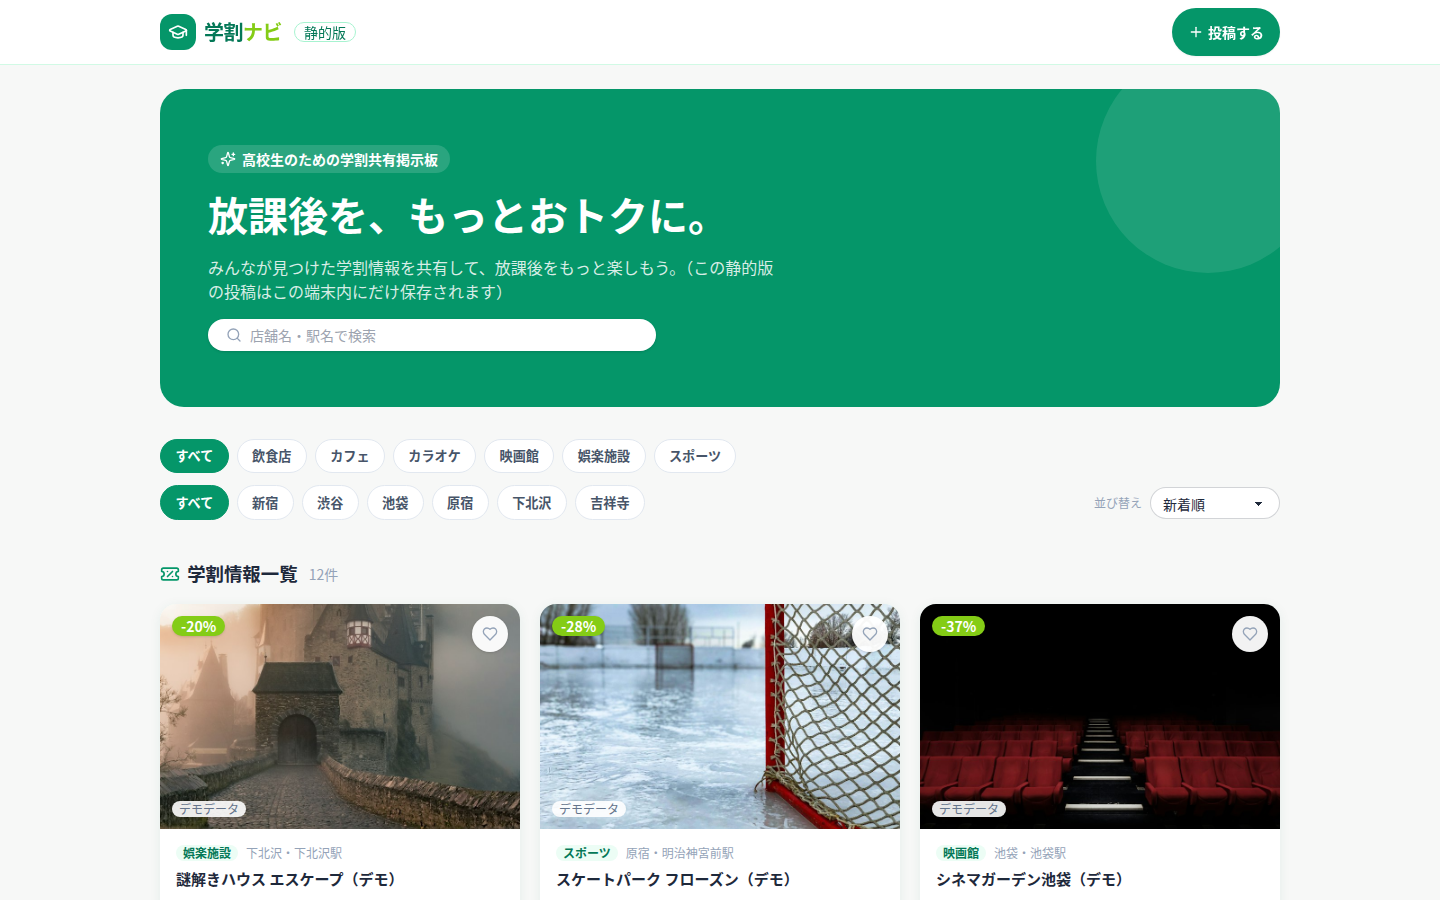 学割ナビ 静的版
投稿する
高校生のための学割共有掲示板
放課後を、もっとおトクに。
みんなが見つけた学割情報を共有して、放課後をもっと楽しもう。（この静的版
の投稿はこの端末内にだけ保存されます）
店舗名・駅名で検索
すべて 飲食店 カフェ カラオケ 映画館 娯楽施設 スポーツ
すべて 新宿 渋谷 池袋 原宿 下北沢 吉祥寺
並び替え 新着順
学割情報一覧 12件
-20%
デモデータ
娯楽施設 下北沢・下北沢駅
謎解きハウス エスケープ（デモ）
-28%
デモデータ
スポーツ 原宿・明治神宮前駅
スケートパーク フローズン（デモ）
-37%
デモデータ
映画館 池袋・池袋駅
シネマガーデン池袋（デモ）